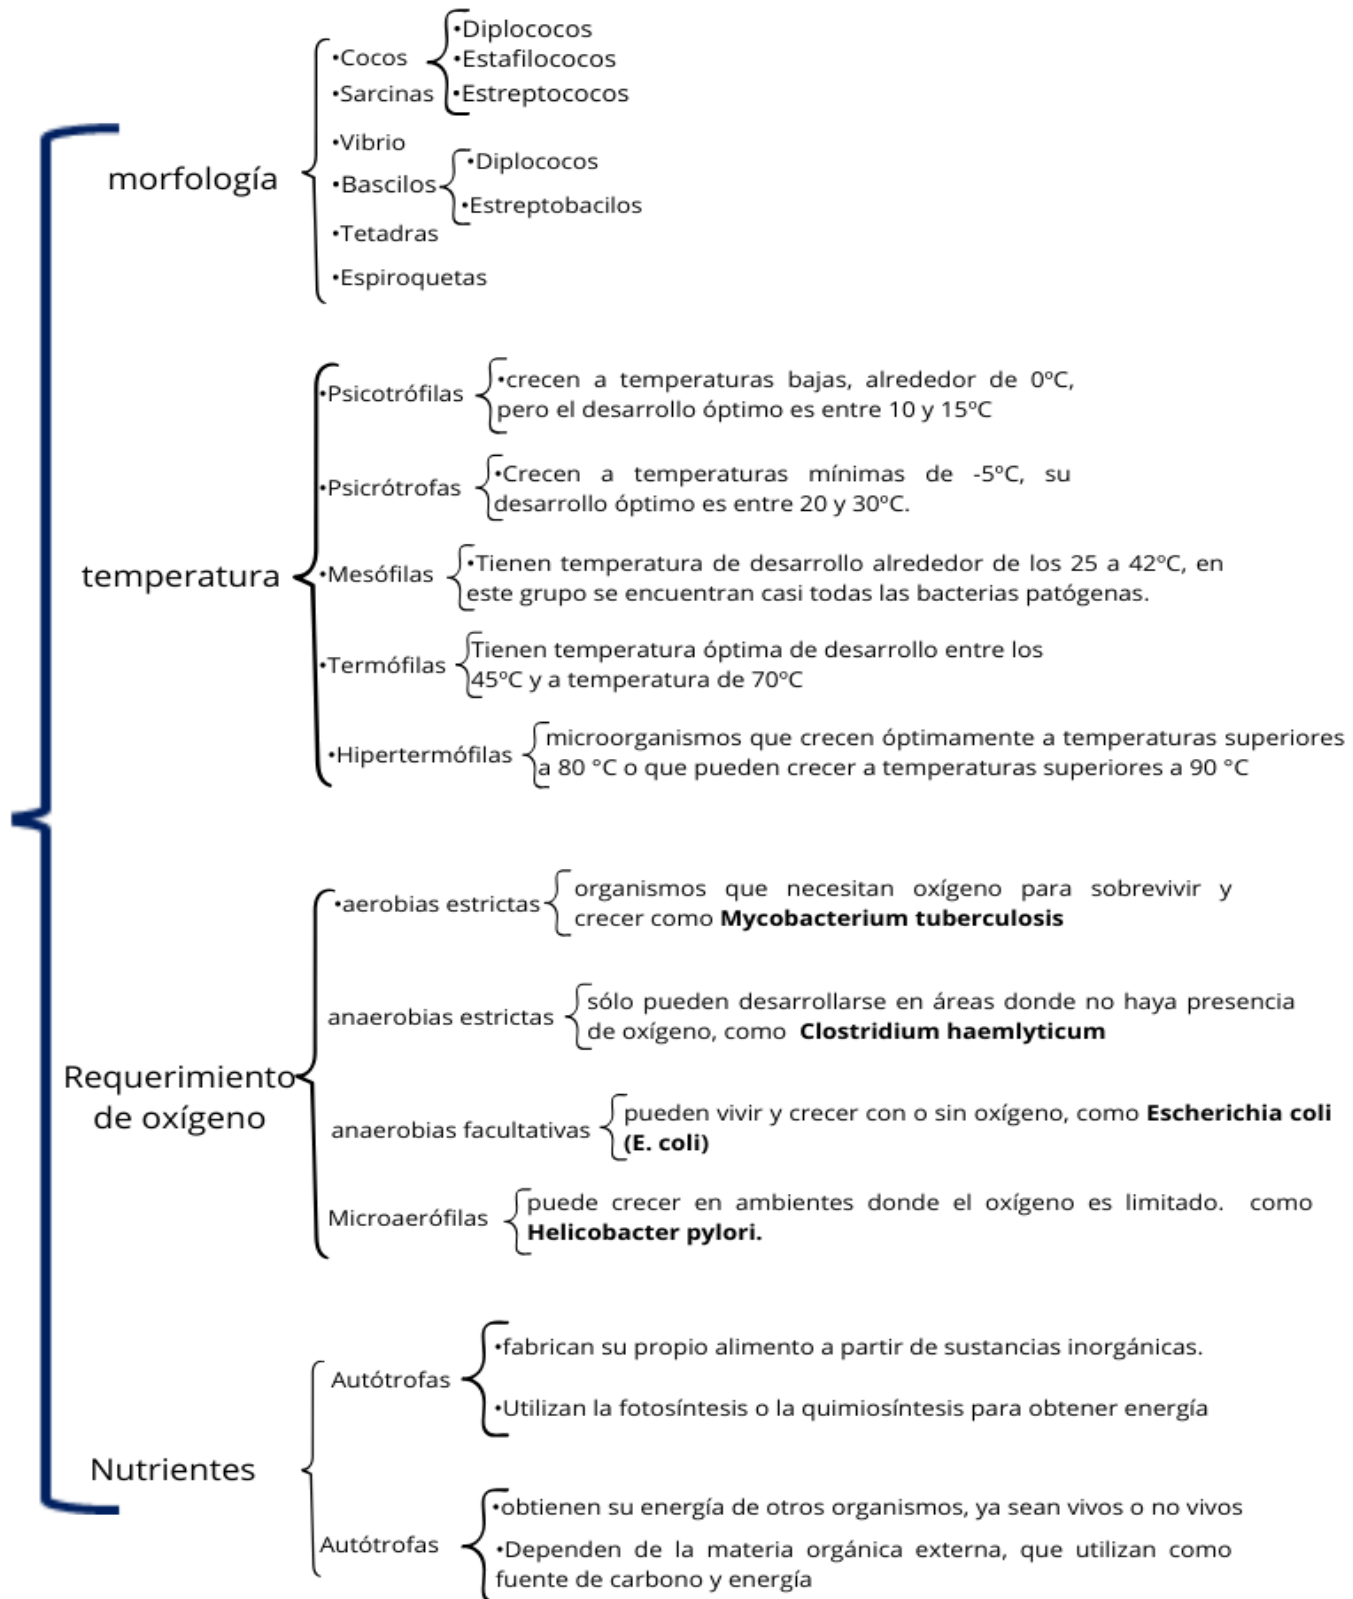 morfología
•Cocos
•Diplococos
•Estafilococos
•Estreptococos
•Sarcinas
•Vibrio
•Bascilos
•Diplococos
•Estreptobacilos
•Tetadras
•Espiroquetas
temperatura
•Psicotrófilas
•crecen a temperaturas bajas, alrededor de 0ºC,
pero el desarrollo óptimo es entre 10 y 15ºC
•Psicrótrofas
•Crecen a temperaturas mínimas de -5ºC, su
desarrollo óptimo es entre 20 y 30ºC.
•Mesófilas
•Tienen temperatura de desarrollo alrededor de los 25 a 42ºC, en
este grupo se encuentran casi todas las bacterias patógenas.
•Termófilas
Tienen temperatura óptima de desarrollo entre los
45ºC y a temperatura de 70ºC
•Hipertermófilas
microorganismos que crecen óptimamente a temperaturas superiores
a 80 °C o que pueden crecer a temperaturas superiores a 90 °C
Requerimiento
de oxígeno
•aerobias estrictas
organismos que necesitan oxígeno para sobrevivir y
crecer como Mycobacterium tuberculosis
anaerobias estrictas
sólo pueden desarrollarse en áreas donde no haya presencia
de oxígeno, como Clostridium haemlyticum
anaerobias facultativas
pueden vivir y crecer con o sin oxígeno, como Escherichia coli
(E. coli)
Microaerófilas
puede crecer en ambientes donde el oxígeno es limitado. como
Helicobacter pylori.
Nutrientes
Autótrofas
•fabrican su propio alimento a partir de sustancias inorgánicas.
•Utilizan la fotosíntesis o la quimiosíntesis para obtener energía
Autótrofas
•obtienen su energía de otros organismos, ya sean vivos o no vivos
•Dependen de la materia orgánica externa, que utilizan como
fuente de carbono y energía